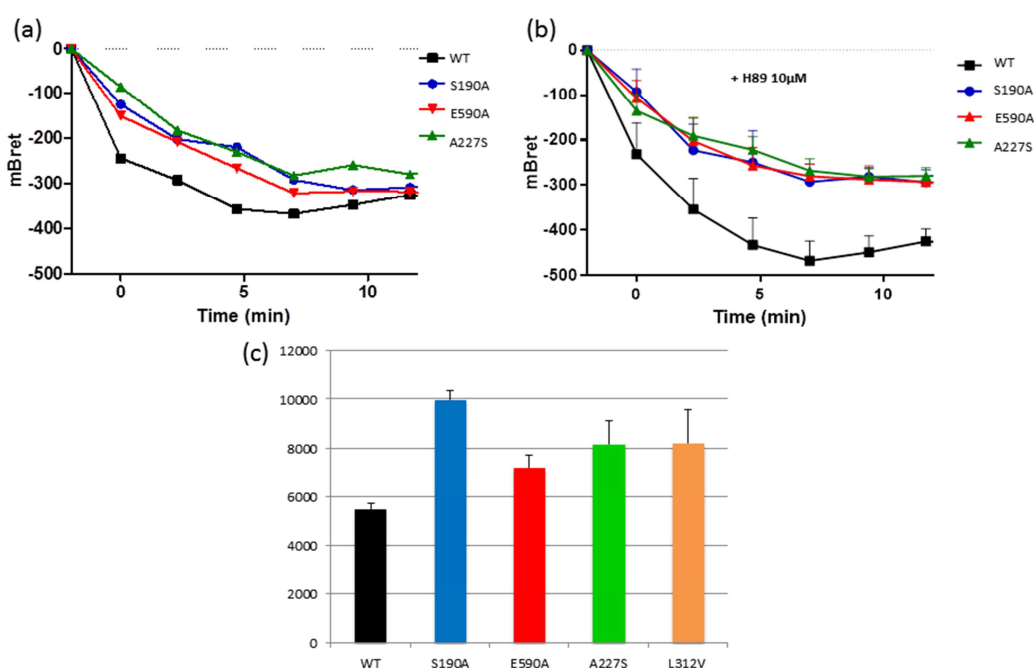 (a)
mBret
0
-100
-200
-300
-400
-500
0 5 10
Time (min)
WT
S190A
E590A
A227S
(b)
mBret
0
-100
-200
-300
-400
-500
+ H89 10µM
0 5 10
Time (min)
WT
S190A
E590A
A227S
(c)
12000
10000
8000
6000
4000
2000
0
WT S190A E590A A227S L312V